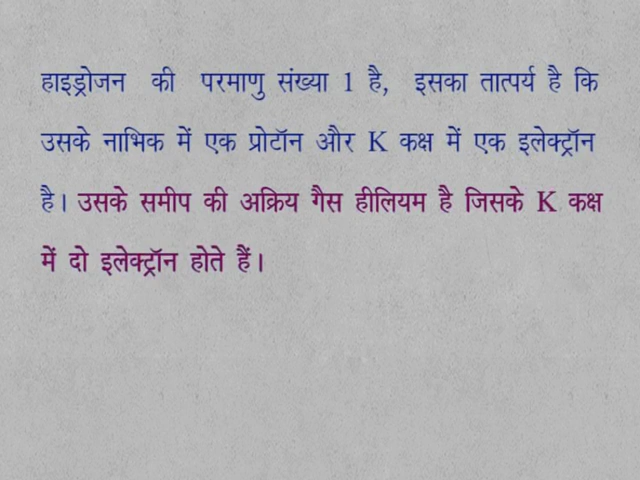 हाइड्रोजन की परमाणु संख्या 1 है, इसका तात्पर्य है कि
उसके नाभिक में एक प्रोटॉन और K कक्ष में एक इलेक्ट्रॉन
है। उसके समीप की अक्रिय गैस हीलियम है जिसके K कक्ष
में दो इलेक्ट्रॉन होते हैं।